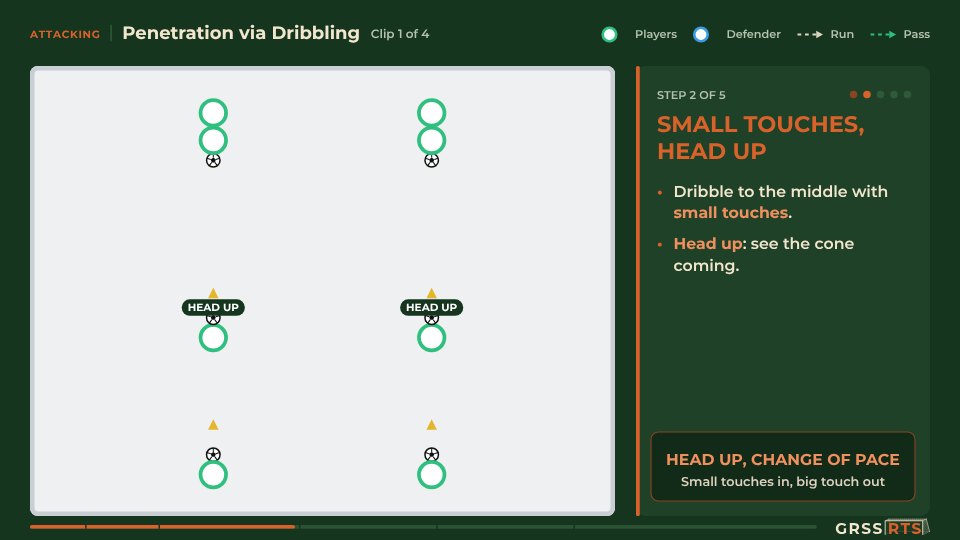 ATTACKING
Penetration via Dribbling
Clip 1 of 4
Players
Defender
Run
Pass
HEAD UP
HEAD UP
STEP 2 OF 5
SMALL TOUCHES,
HEAD UP
• Dribble to the middle with
small touches.
• Head up: see the cone
coming.
HEAD UP, CHANGE OF PACE
Small touches in, big touch out
GRSSRTS